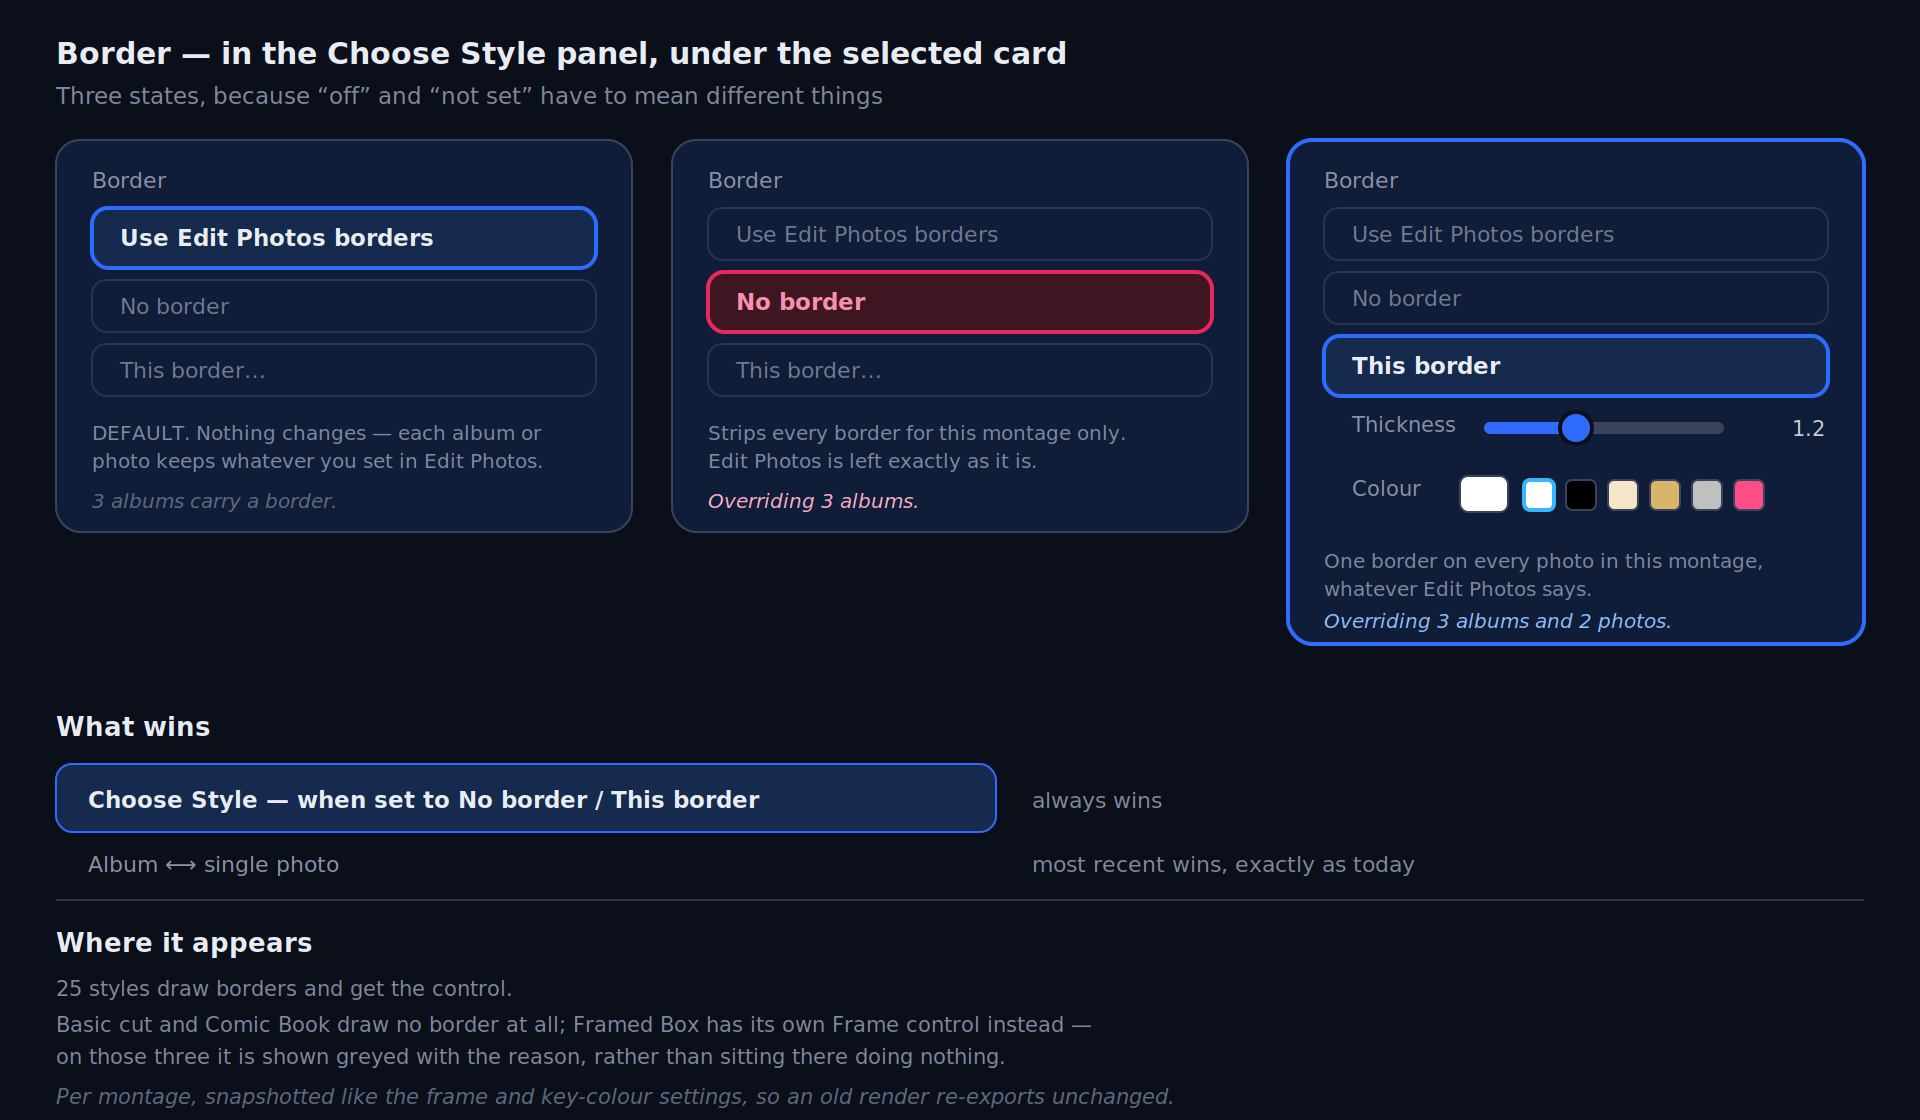 Border — in the Choose Style panel, under the selected card
Three states, because “off” and “not set” have to mean different things
Border
Use Edit Photos borders
No border
This border…
DEFAULT. Nothing changes — each album or
photo keeps whatever you set in Edit Photos.
3 albums carry a border.
Border
Use Edit Photos borders
No border
This border…
Strips every border for this montage only.
Edit Photos is left exactly as it is.
Overriding 3 albums.
Border
Use Edit Photos borders
No border
This border
Thickness 1.2
Colour
One border on every photo in this montage,
whatever Edit Photos says.
Overriding 3 albums and 2 photos.
What wins
Choose Style — when set to No border / This border always wins
Album ⟷ single photo most recent wins, exactly as today
Where it appears
25 styles draw borders and get the control.
Basic cut and Comic Book draw no border at all; Framed Box has its own Frame control instead —
on those three it is shown greyed with the reason, rather than sitting there doing nothing.
Per montage, snapshotted like the frame and key-colour settings, so an old render re-exports unchanged.